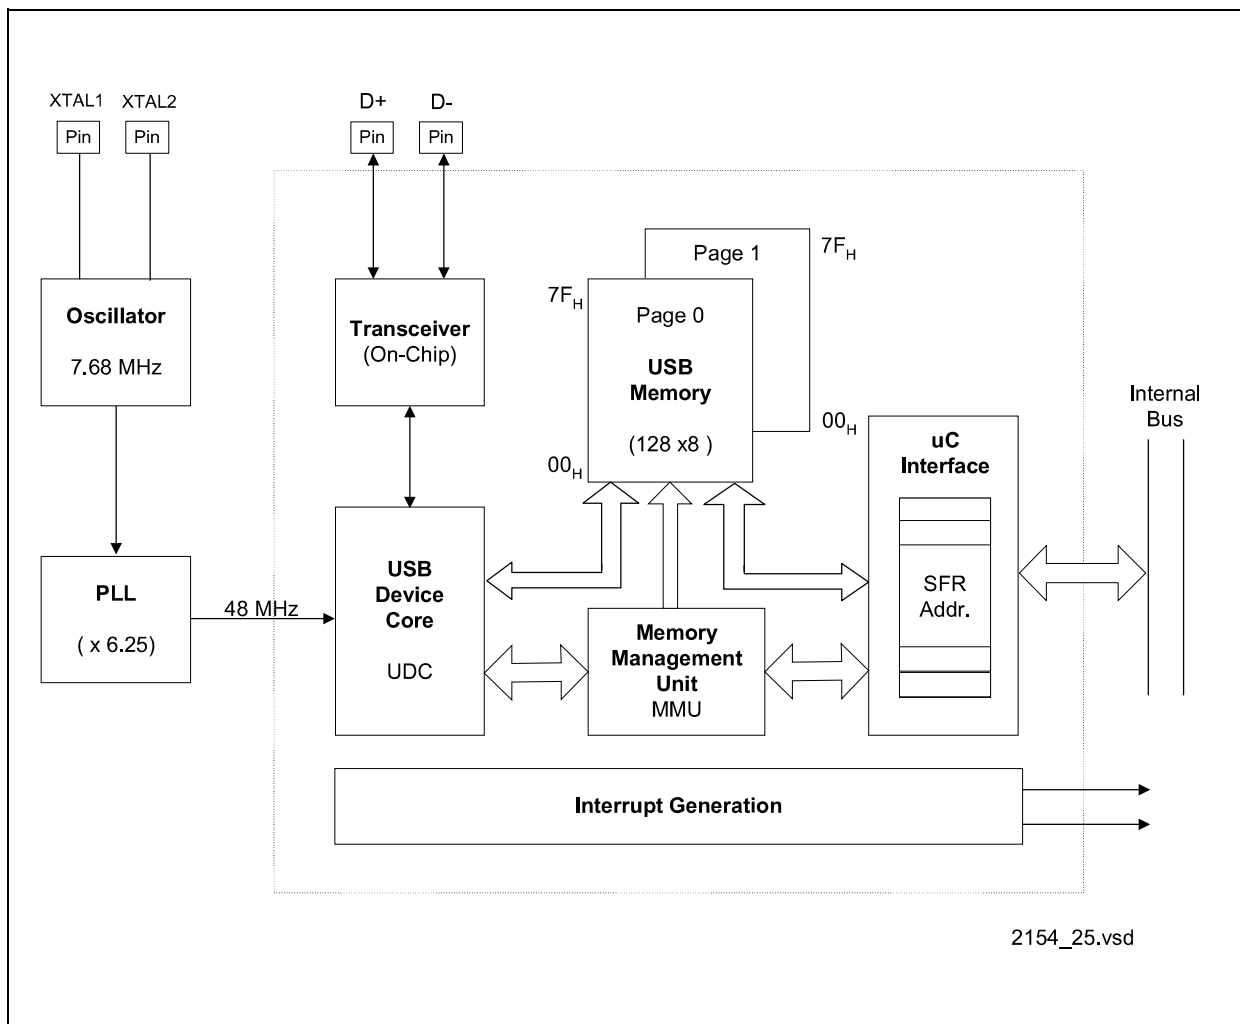 XTAL1 XTAL2
Pin Pin
D+ D-
Pin Pin
Oscillator
7.68 MHz
PLL
( x 6.25)
48 MHz
Transceiver
(On-Chip)
USB
Device
Core
UDC
Page 1
7FH
00H
7FH
Page 0
USB
Memory
(128 x8 )
00H
Memory
Management
Unit
MMU
uC
Interface
SFR
Addr.
Internal
Bus
Interrupt Generation
2154_25.vsd